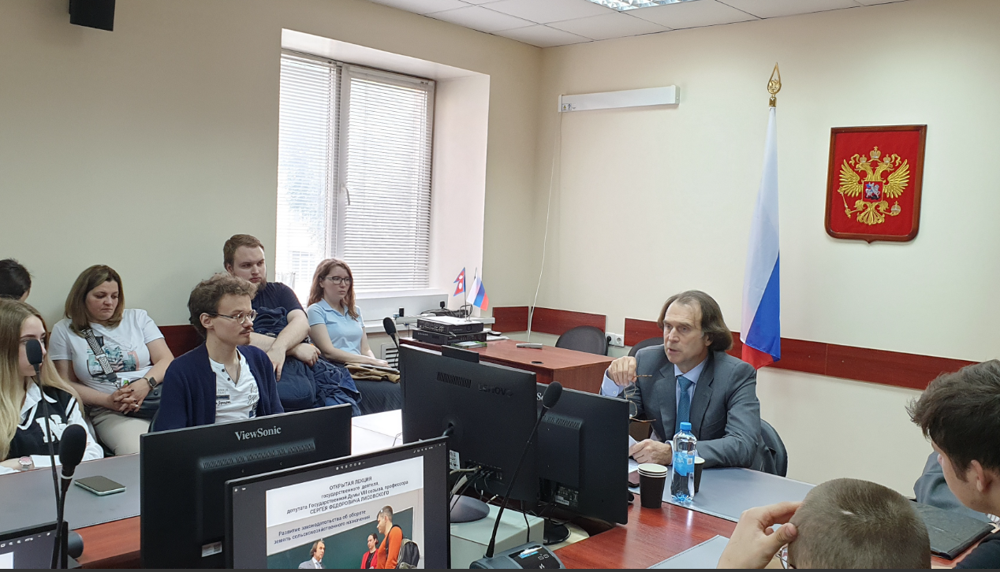 LENOVO
ViewSonic
ОТКРЫТАЯ ЛЕКЦИЯ
государственного деятеля,
депутата Государственной Думы VIII созыва, профессора
СЕРГЕЯ ФЕДОРОВИЧА ЛИСОВСКОГО
Развитие законодательства об обороте
земель сельскохозяйственного назначения